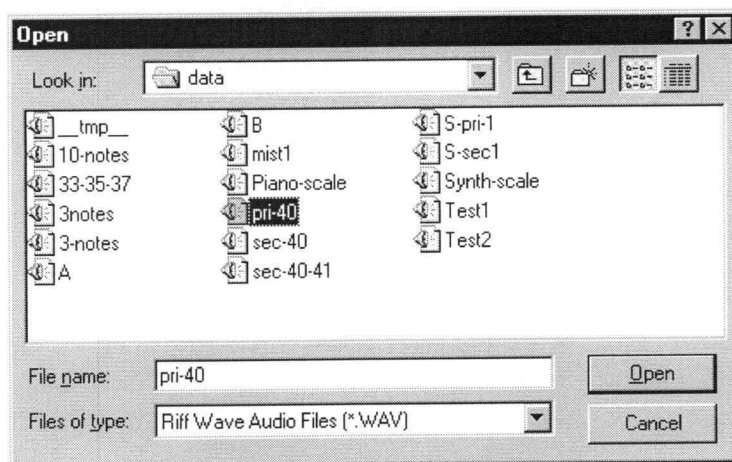 Open
Look in: data
__tmp__
10-notes
33-35-37
3notes
3-notes
A
B
mist1
Piano-scale
pri-40
sec-40
sec-40-41
S-pri-1
S-sec1
Synth-scale
Test1
Test2
File name: pri-40 Open
Files of type: Riff Wave Audio Files (*.WAV) Cancel